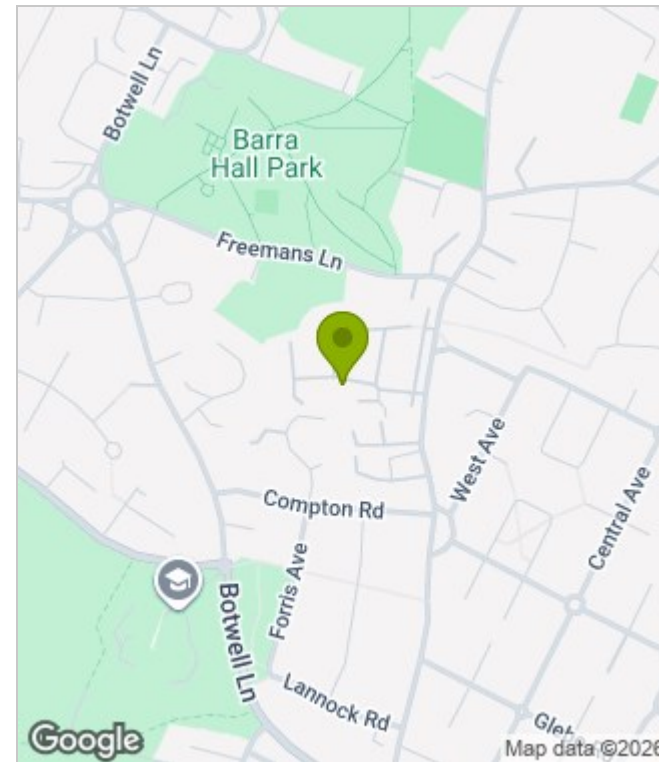 Botwell Ln
Barra
Hall Park
Freemans Ln
West Ave
Central Ave
Compton Rd
Forris Ave
Botwell Ln
Lannock Rd
Google
Map data ©2026